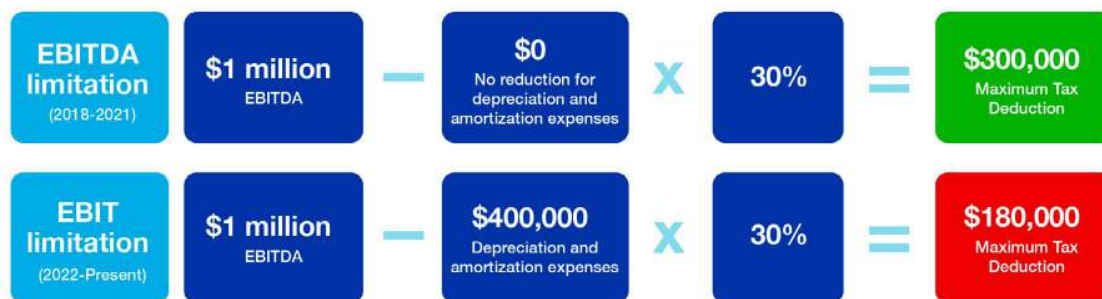 EBITDA
limitation
(2018-2021)
$1 million
EBITDA
—
$0
No reduction for
depreciation and
amortization expenses
x
30%
=
$300,000
Maximum Tax
Deduction
EBIT
limitation
(2022-Present)
$1 million
EBITDA
—
$400,000
Depreciation and
amortization expenses
x
30%
=
$180,000
Maximum Tax
Deduction